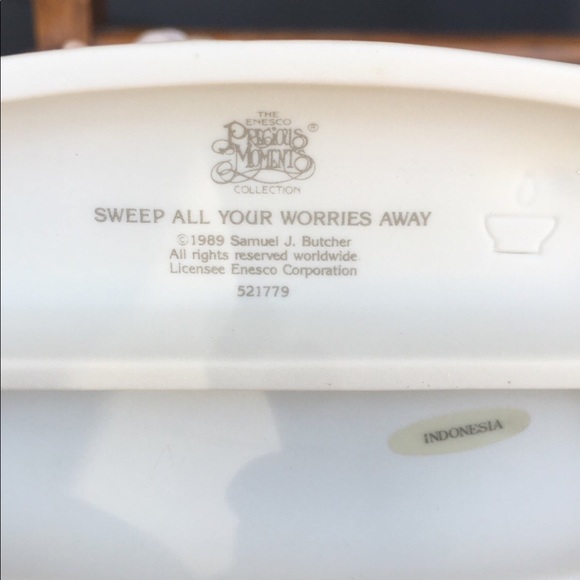 THE
ENESCO
PRECIOUS
MOMENTS®
COLLECTION
SWEEP ALL YOUR WORRIES AWAY
©1989 Samuel J. Butcher
All rights reserved worldwide
Licensee Enesco Corporation
521779
INDONESIA